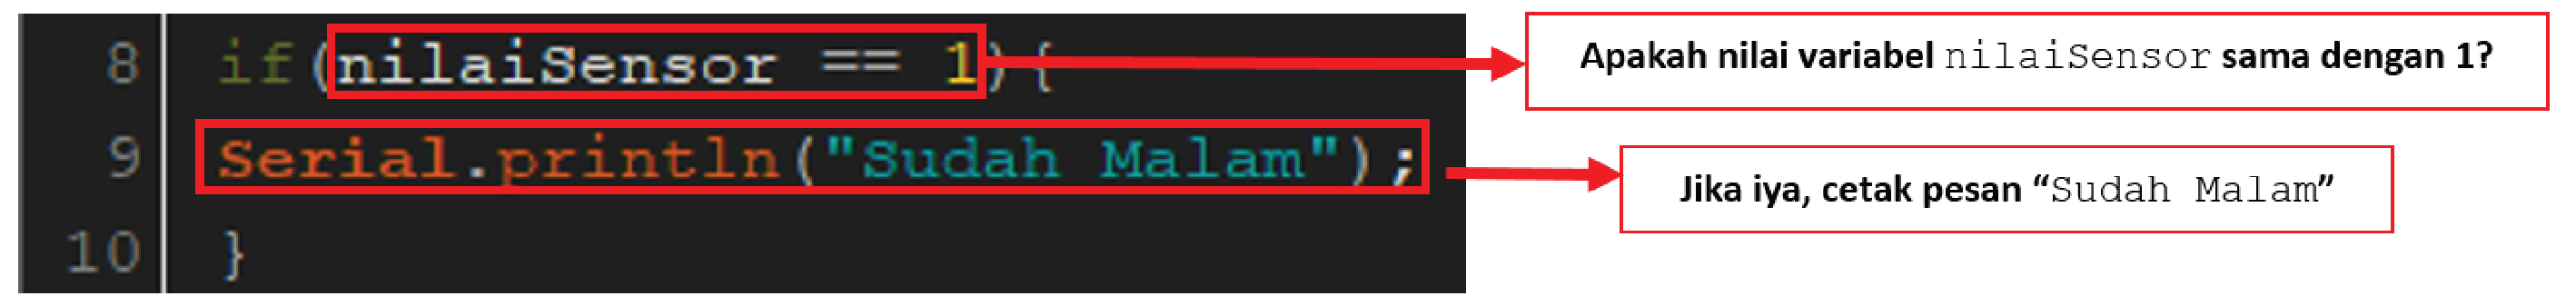 8 if(nilaiSensor == 1){
Apakah nilai variabel nilaiSensor sama dengan 1?
9 Serial.println("Sudah Malam");
Jika iya, cetak pesan “Sudah Malam”
10 }